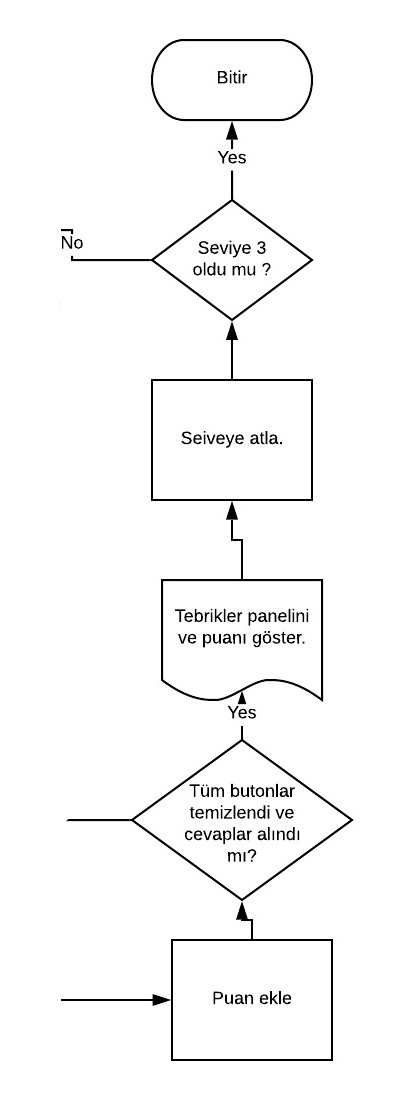 Bitir
Yes
Seviye 3
oldu mu ?
No
Seiveye atla.
Tebrikler panelini
ve puanı göster.
Yes
Tüm butonlar
temizlendi ve
cevaplar alındı
mı?
Puan ekle